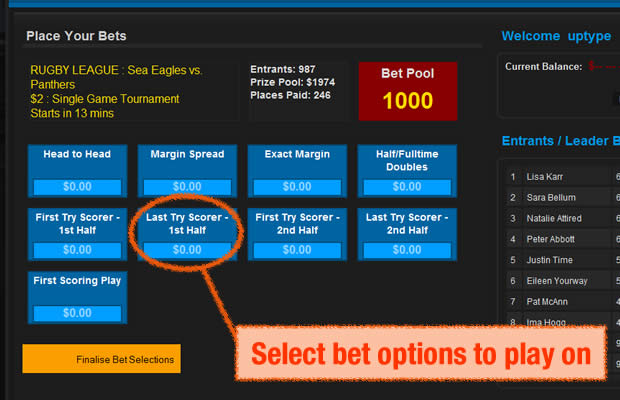 Place Your Bets
Welcome uptype
RUGBY LEAGUE : Sea Eagles vs.
Panthers
$2 : Single Game Tournament
Starts in 13 mins
Entrants: 987
Prize Pool: $1974
Places Paid: 246
Bet Pool
1000
Current Balance:
Head to Head
$0.00
Margin Spread
$0.00
Exact Margin
$0.00
Half/Fulltime
Doubles
$0.00
First Try Scorer -
1st Half
$0.00
Last Try Scorer -
1st Half
$0.00
First Try Scorer -
2nd Half
$0.00
Last Try Scorer -
2nd Half
$0.00
First Scoring Play
$0.00
Entrants / Leader B
1 Lisa Karr 6
2 Sara Bellum 6
3 Natalie Attired 6
4 Peter Abbott 6
5 Justin Time 5
6 Eileen Yourway 5
7 Pat McAnn 4
8 Ima Hogg
Select bet options to play on
Finalise Bet Selections